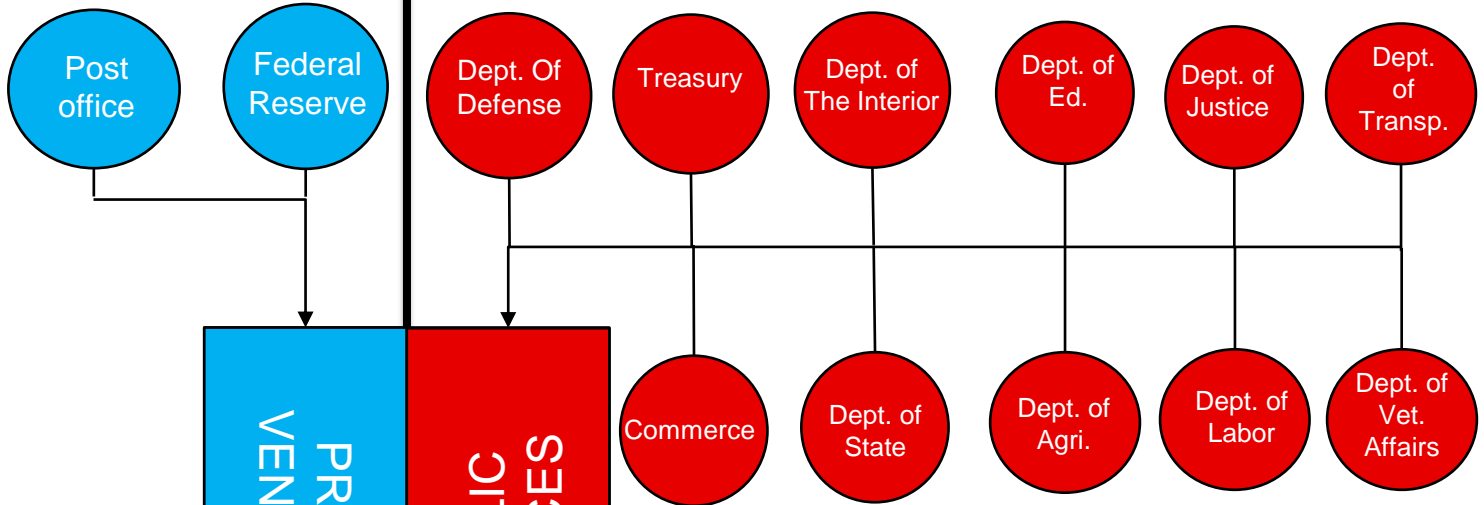 Post
office
Federal
Reserve
Dept. Of
Defense
Treasury
Dept. of
The Interior
Dept. of
Ed.
Dept. of
Justice
Dept.
of
Transp.
Commerce
Dept. of
State
Dept. of
Agri.
Dept. of
Labor
Dept. of
Vet.
Affairs